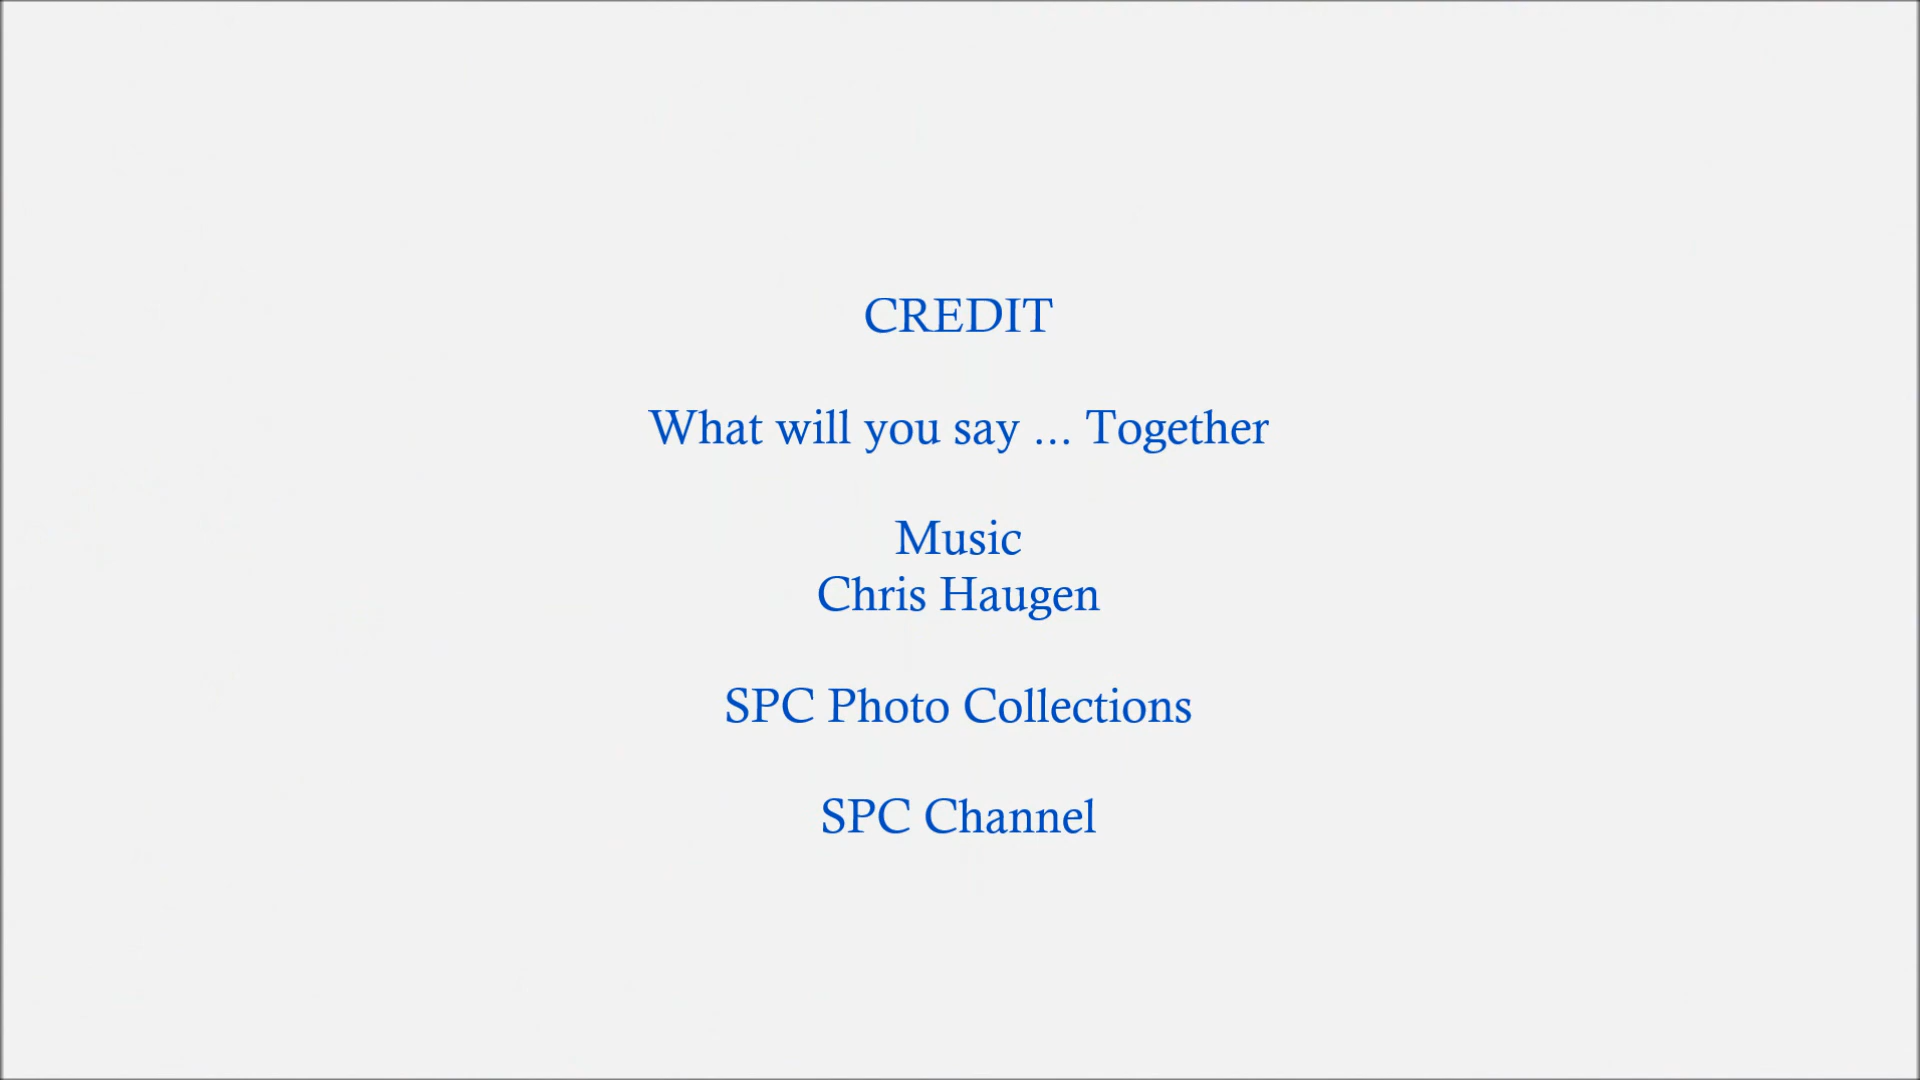 CREDIT
What will you say ... Together
Music
Chris Haugen
SPC Photo Collections
SPC Channel